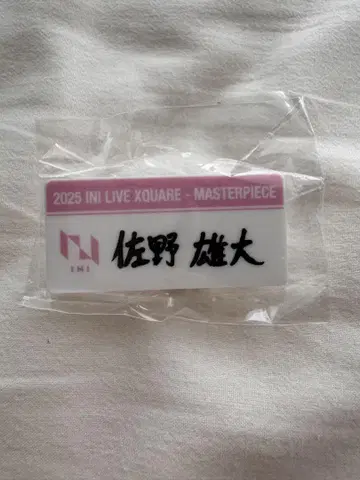 2025 INI LIVE XQUARE - MASTERPIECE
INI
佐野 雄大